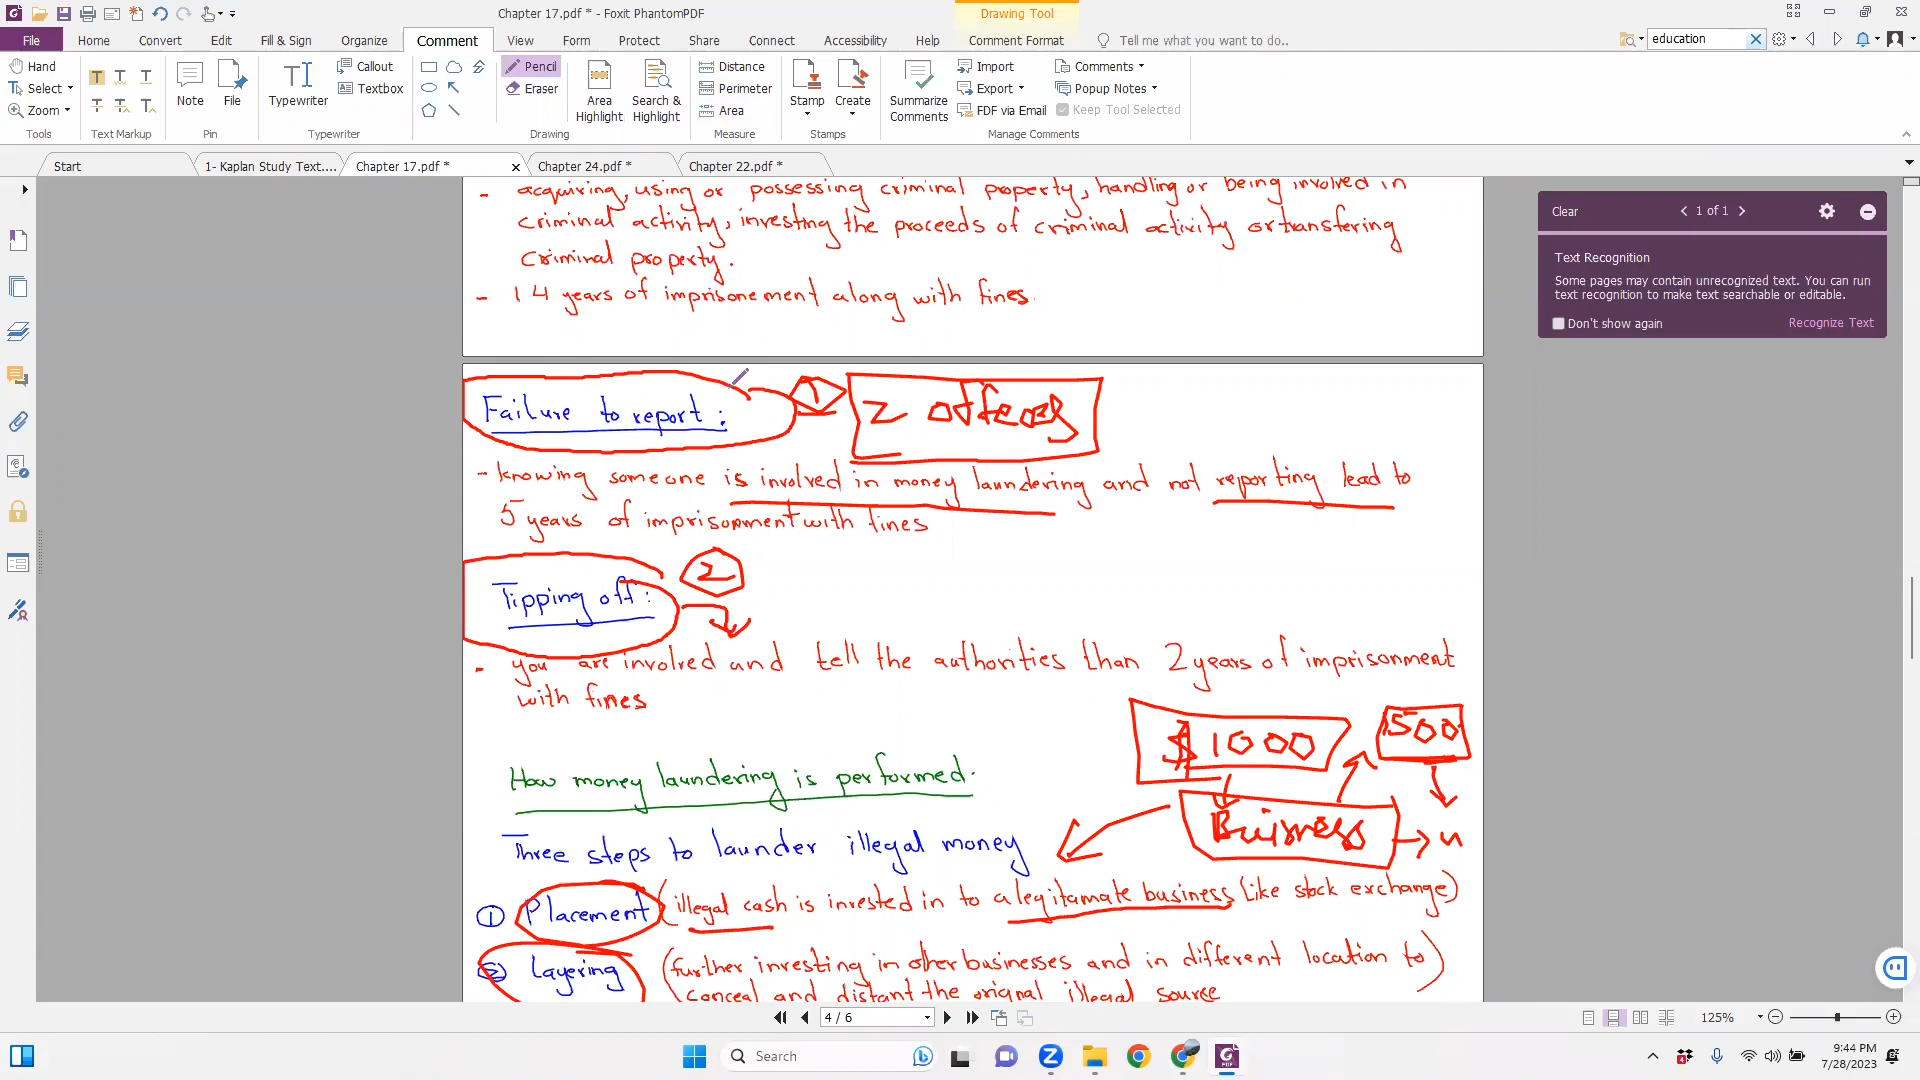 Chapter 17.pdf * - Foxit PhantomPDF
Drawing Tool
File Home Convert Edit Fill & Sign Organize Comment View Form Protect Share Connect Accessibility Help Comment Format Tell me what you want to do.. education
Hand
Select
Zoom
Tools
Text Markup
Note
File
Pin
Typewriter
Callout
Textbox
Typewriter
Pencil
Eraser
Area Highlight
Search & Highlight
Drawing
Distance
Perimeter
Area
Measure
Stamp
Create
Stamps
Summarize Comments
Import
Export
FDF via Email
Comments
Popup Notes
Keep Tool Selected
Manage Comments
Start
1- Kaplan Study Text....
Chapter 17.pdf *
Chapter 24.pdf *
Chapter 22.pdf *
- acquiring, using or possessing criminal property, handling or being involved in
criminal activity, investing the proceeds of criminal activity or transfering
criminal property.
- 14 years of imprisonement along with fines.
Clear
1 of 1
Text Recognition
Some pages may contain unrecognized text. You can run
text recognition to make text searchable or editable.
Don't show again
Recognize Text
Failure to report: 1 2
- knowing someone is involved in money laundering and not reporting lead to
5 years of imprisonment with fines
Tipping off: 2
- you are involved and tell the authorities than 2 years of imprisonment
with fines
$ 1000
1500
How money laundering is performed.
Three steps to launder illegal money
① Placement (illegal cash is invested in to a legitamate business (like stock exchange)
② Layering (further investing in other businesses and in different location to
conceal and distant the original illegal source
4 / 6
125%
Search
9:44 PM
7/28/2023